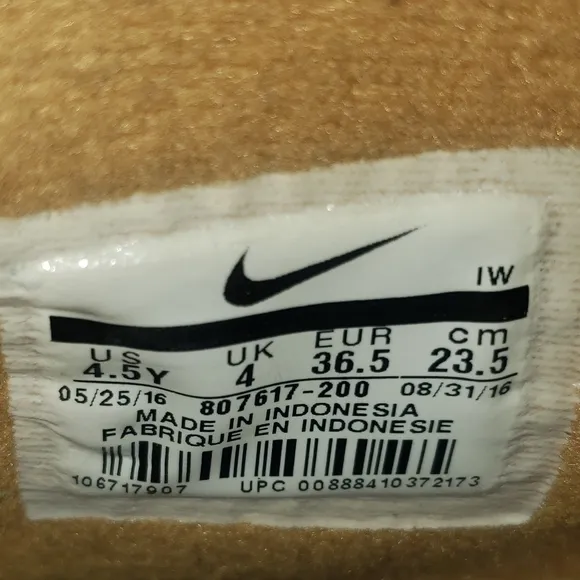 IW
US UK EUR cm
4.5Y 4 36.5 23.5
05/25/16 807617-200 08/31/16
MADE IN INDONESIA
FABRIQUE EN INDONESIE
106717907 UPC 00888410372173